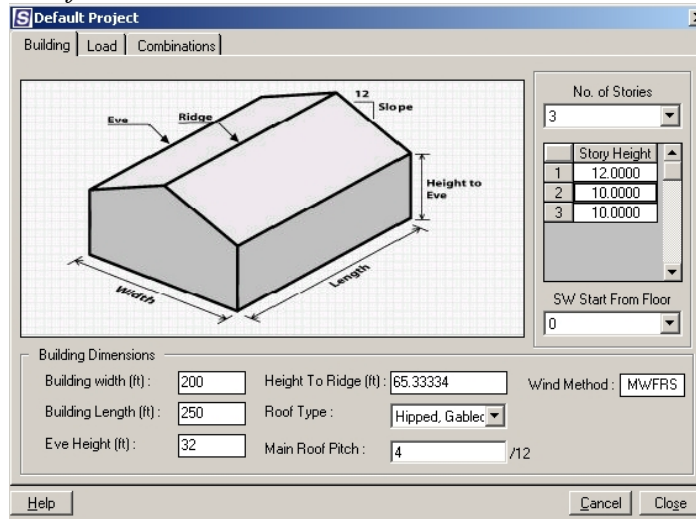 Default Project
Building Load Combinations
12
Slope
Eve
Ridge
Height to
Eve
Width
Length
No. of Stories
3
Story Height
1 12.0000
2 10.0000
3 10.0000
SW Start From Floor
0
Building Dimensions
Building width (ft) : 200 Height To Ridge (ft) : 65.33334 Wind Method : MWFRS
Building Length (ft) : 250 Roof Type : Hipped, Gablec
Eve Height (ft) : 32 Main Roof Pitch : 4 /12
Help Cancel Close